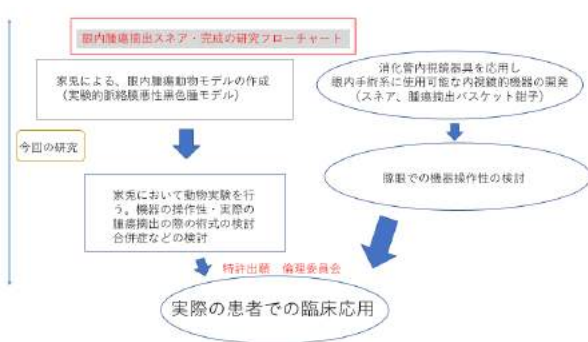 眼内腫瘍摘出スネア・完成の研究フローチャート
家兎による、眼内腫瘍動物モデルの作成
（実験的脈絡膜悪性黒色腫モデル）
消化管内視鏡器具を応用し
眼内手術系に使用可能な内視鏡的機器の開発
（スネア、腫瘍摘出バスケット鉗子）
今回の研究
家兎において動物実験を行
う。機器の操作性・実際の
腫瘍摘出の際の術式の検討
合併症などの検討
豚眼での機器操作性の検討
特許出願 倫理委員会
実際の患者での臨床応用